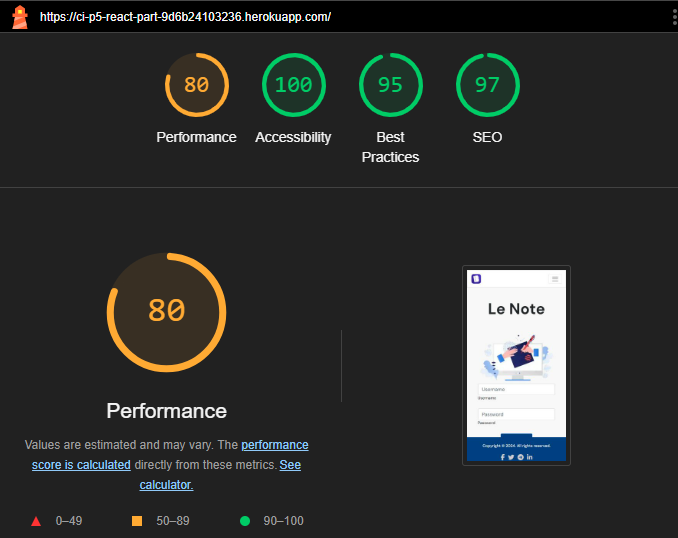 https://ci-p5-react-part-9d6b24103236.herokuapp.com/
80
100
95
97
Performance
Accessibility
Best
Practices
SEO
80
Performance
Values are estimated and may vary. The performance
score is calculated directly from these metrics. See
calculator.
0–49
50–89
90–100
Le Note
Username
Username
Password
Password
Copyright © 2024. All rights reserved.